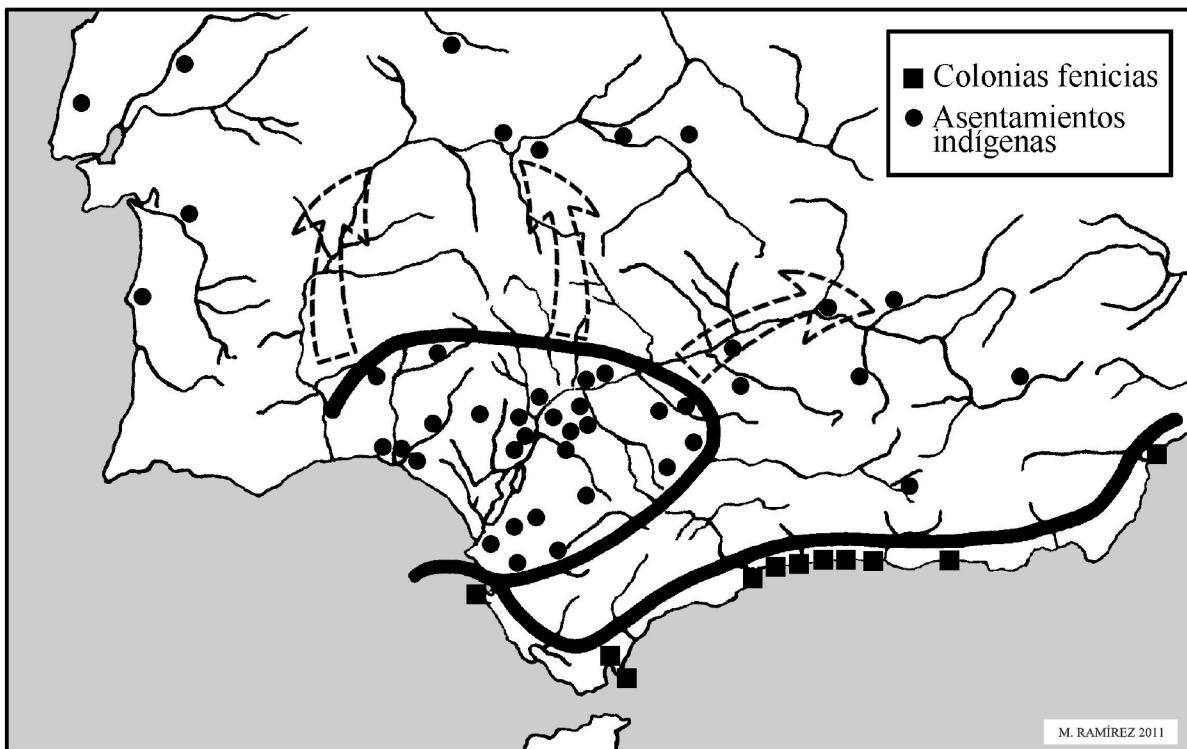 Colonias fenicias
Asentamientos
indígenas
M. RAMÍREZ 2011